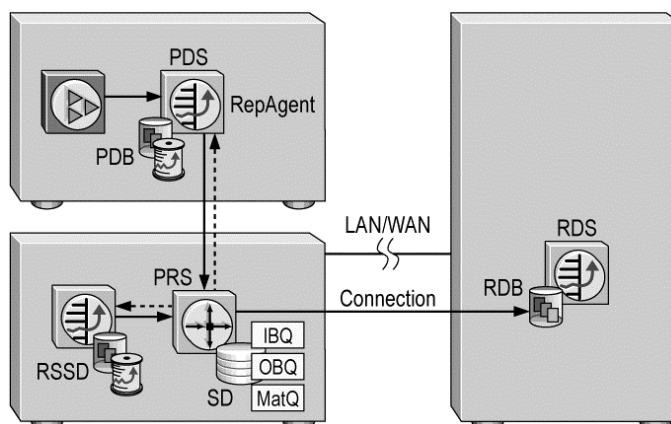 PDS
RepAgent
PDB
LAN/WAN
RDS
PRS
RDB
Connection
IBQ
RSSD
OBQ
SD
MatQ